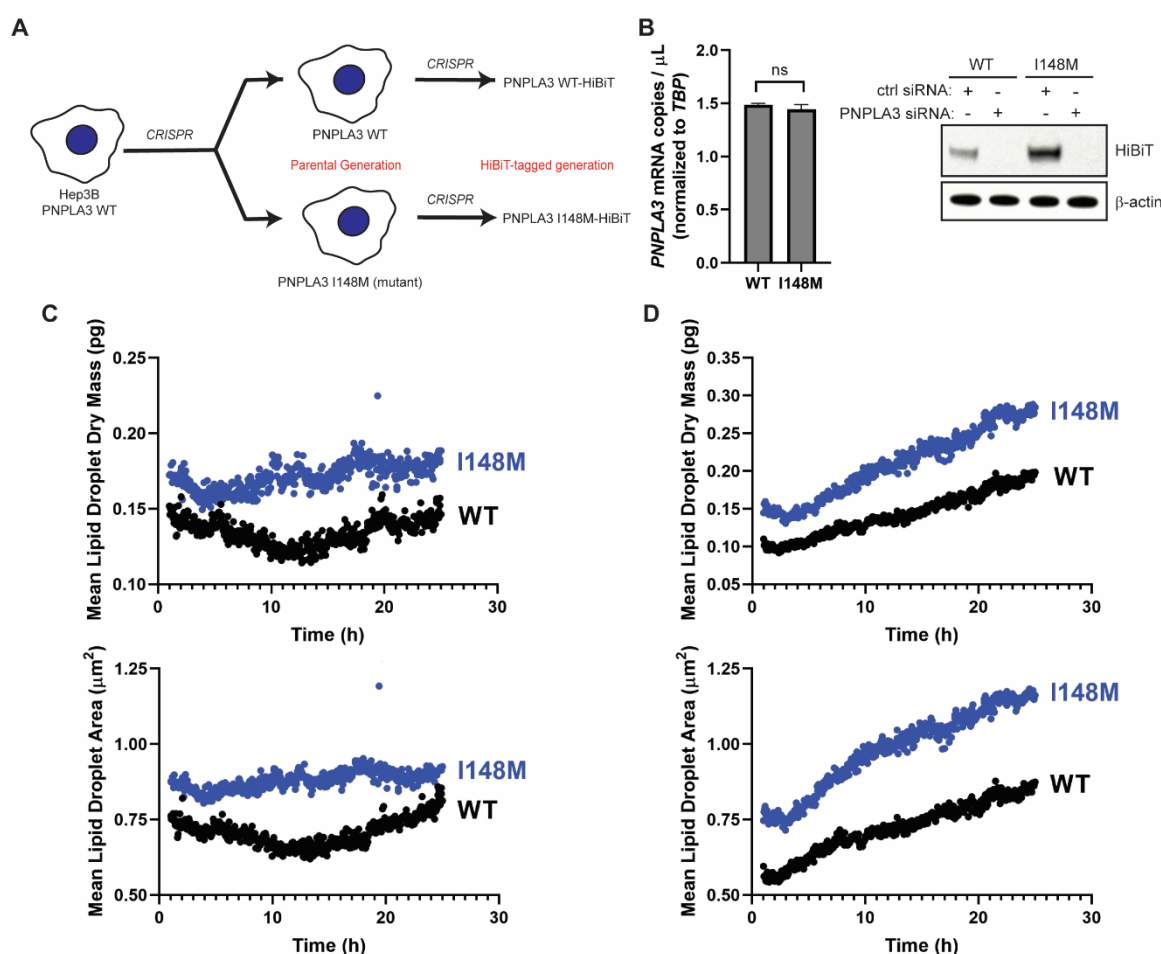 A
Hep3B
PNPLA3 WT
CRISPR
PNPLA3 WT
CRISPR
PNPLA3 WT-HiBiT
Parental Generation
HiBiT-tagged generation
PNPLA3 I148M (mutant)
CRISPR
PNPLA3 I148M-HiBiT
B
PNPLA3 mRNA copies / μL
(normalized to TBP)
2.0
1.5
1.0
0.5
0.0
ns
WT I148M
WT I148M
ctrl siRNA: + - + -
PNPLA3 siRNA: - + - +
HiBiT
β-actin
C
Mean Lipid Droplet Dry Mass (pg)
0.25
0.20
0.15
0.10
I148M
WT
0 10 20 30
Time (h)
Mean Lipid Droplet Area (μm²)
1.25
1.00
0.75
0.50
I148M
WT
0 10 20 30
Time (h)
D
Mean Lipid Droplet Dry Mass (pg)
0.35
0.30
0.25
0.20
0.15
0.10
0.05
I148M
WT
0 10 20 30
Time (h)
Mean Lipid Droplet Area (μm²)
1.25
1.00
0.75
0.50
I148M
WT
0 10 20 30
Time (h)